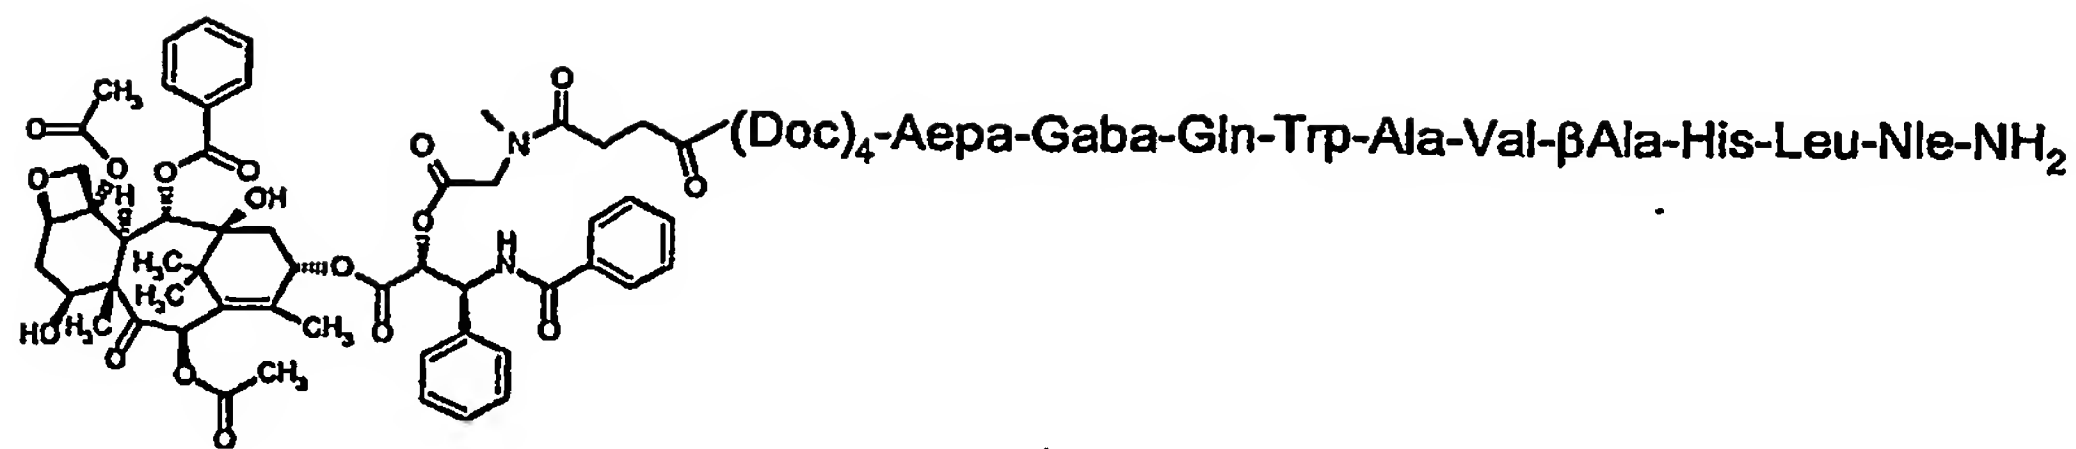 CH₃
O
O
O
O
OH
O
H
H₃C
H₃C
HO
H₃C
O
O
CH₃
O
CH₃
O
O
O
O
N
O
O
H
N
O
O
(Doc)₄-Aepa-Gaba-Gln-Trp-Ala-Val-βAla-His-Leu-Nle-NH₂